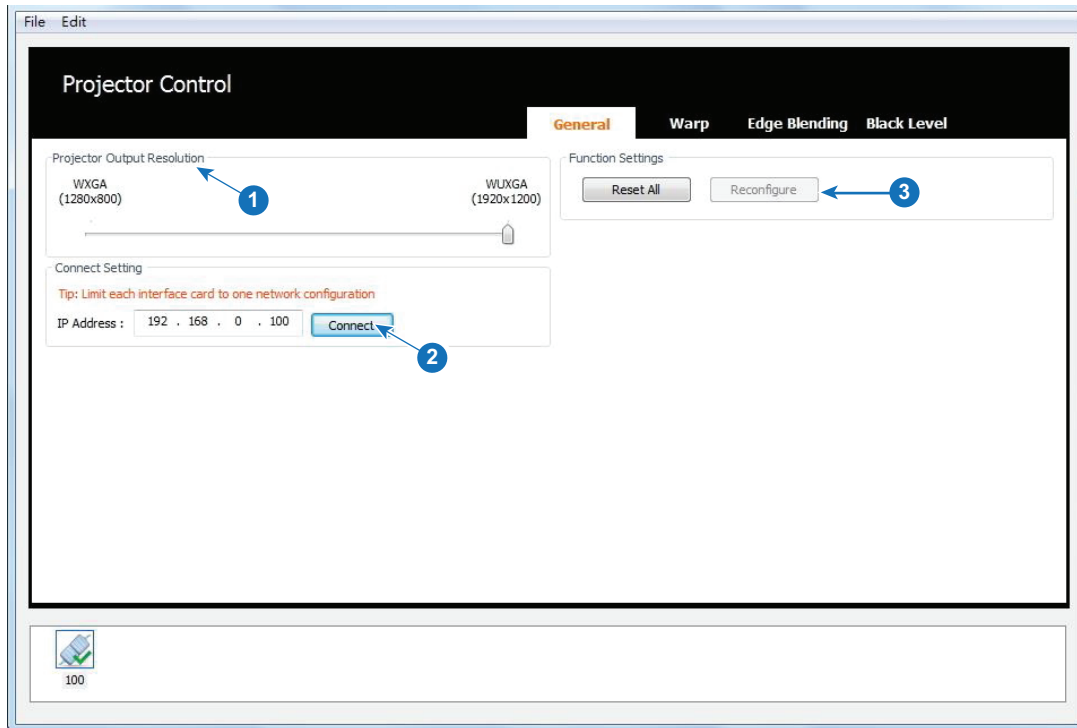 File Edit
Projector Control
General Warp Edge Blending Black Level
Projector Output Resolution
WXGA
(1280x800)
WUXGA
(1920x1200)
1
Function Settings
Reset All Reconfigure
3
Connect Setting
Tip: Limit each interface card to one network configuration
IP Address : 192 . 168 . 0 . 100 Connect
2
100